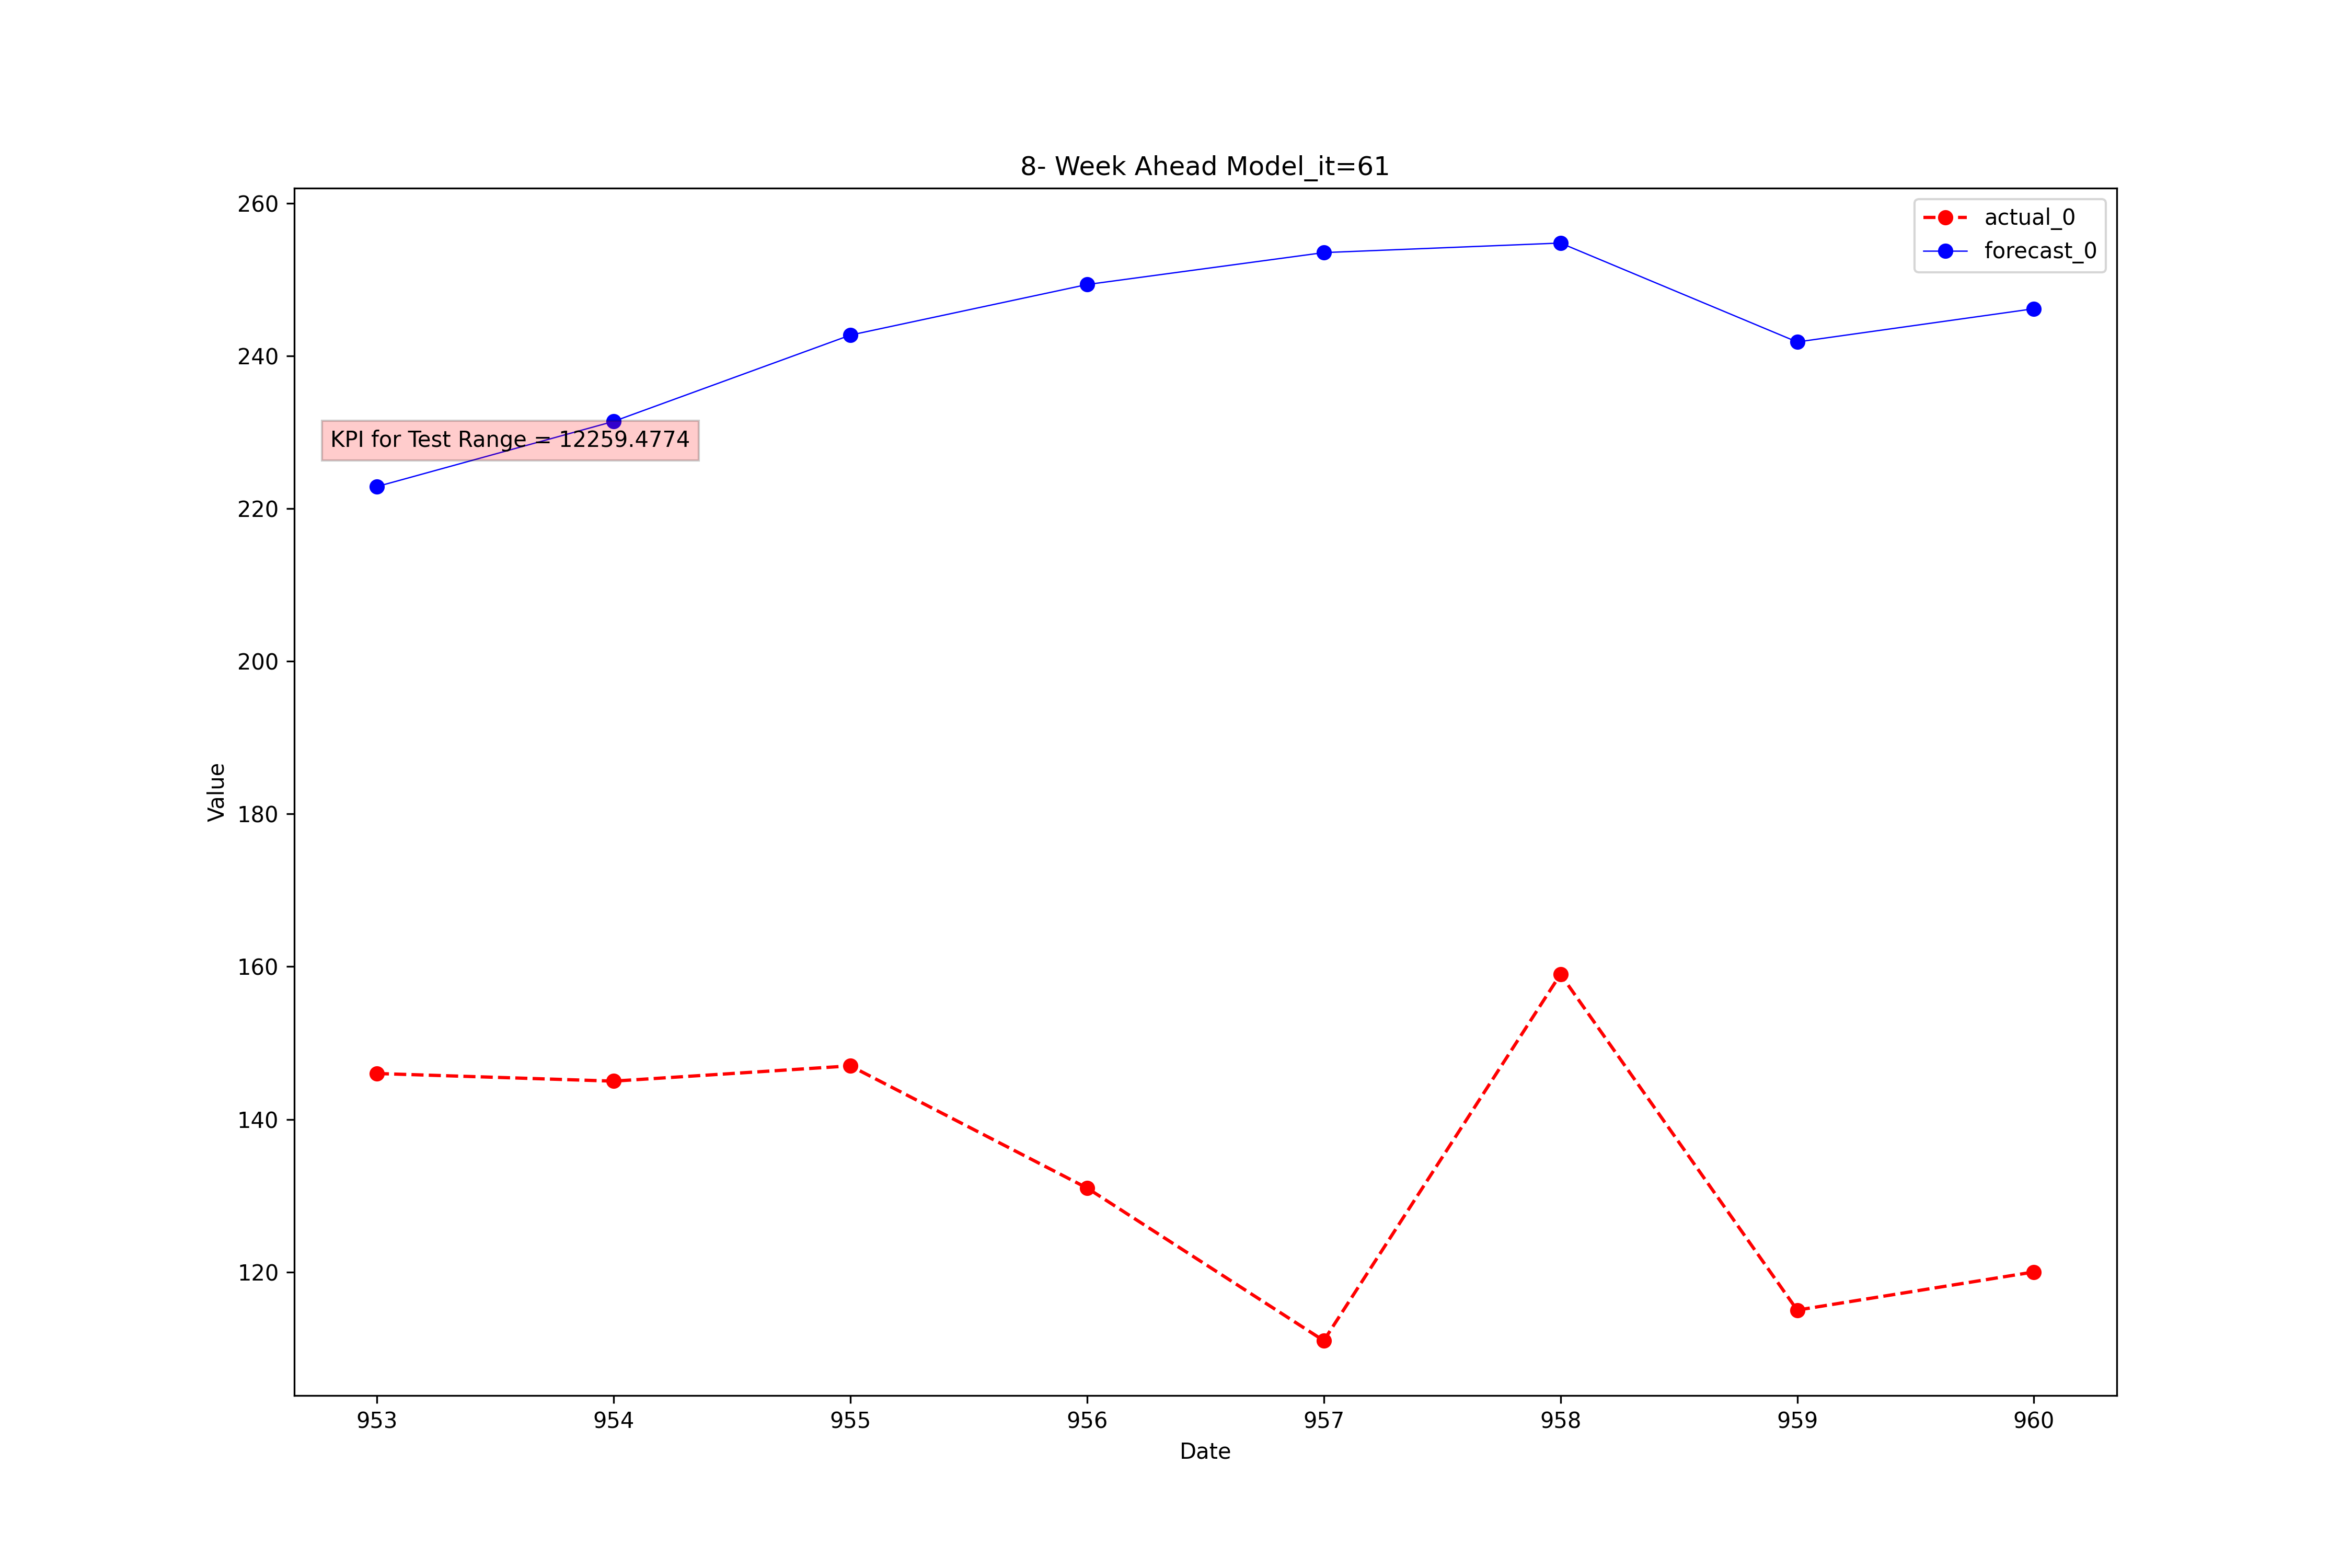 8- Week Ahead Model_it=61
actual_0
forecast_0
KPI for Test Range = 12259.4774
Value
260
240
220
200
180
160
140
120
953 954 955 956 957 958 959 960
Date